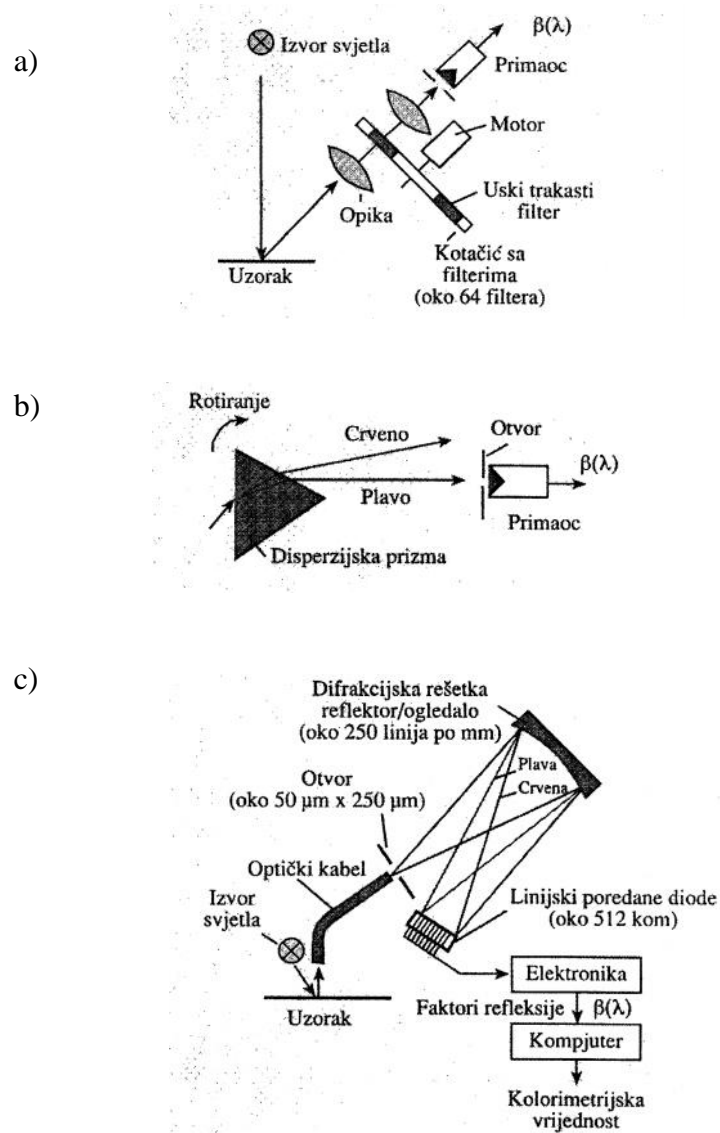 a)
Izvor svjetla
β(λ)
Primaoc
Motor
Opika
Uski trakasti
filter
Kotačić sa
filterima
(oko 64 filtera)
Uzorak
b)
Rotiranje
Crveno
Otvor
β(λ)
Plavo
Primaoc
Disperzijska prizma
c)
Difrakcijska rešetka
reflektor/ogledalo
(oko 250 linija po mm)
Plava
Crvena
Otvor
(oko 50 µm x 250 µm)
Optički kabel
Izvor
svjetla
Linijski poredane diode
(oko 512 kom)
Uzorak
Elektronika
Faktori refleksije β(λ)
Kompjuter
Kolorimetrijska
vrijednost